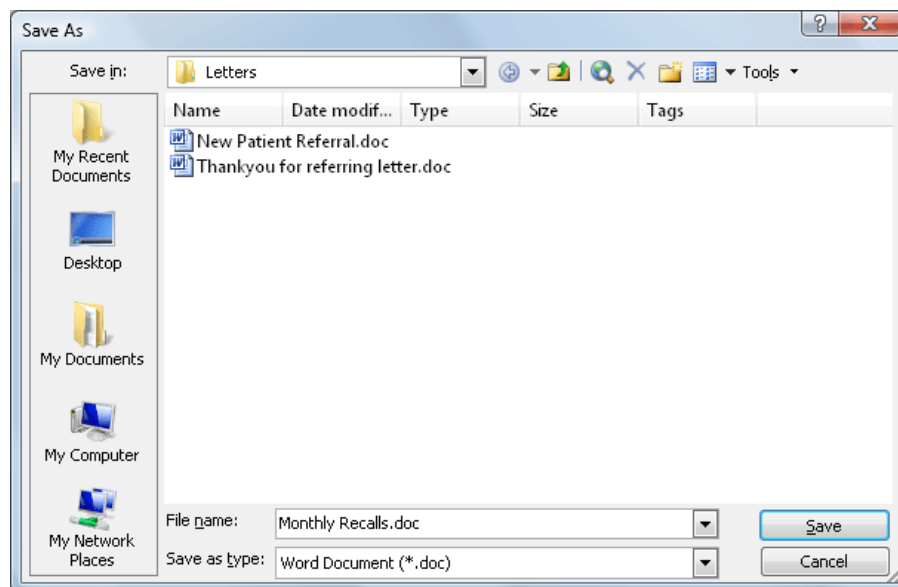 Save As
Save in:
Letters
Tools
Name Date modif... Type Size Tags
New Patient Referral.doc
Thankyou for referring letter.doc
My Recent
Documents
Desktop
My Documents
My Computer
My Network
Places
File name:
Monthly Recalls.doc
Save
Save as type:
Word Document (*.doc)
Cancel